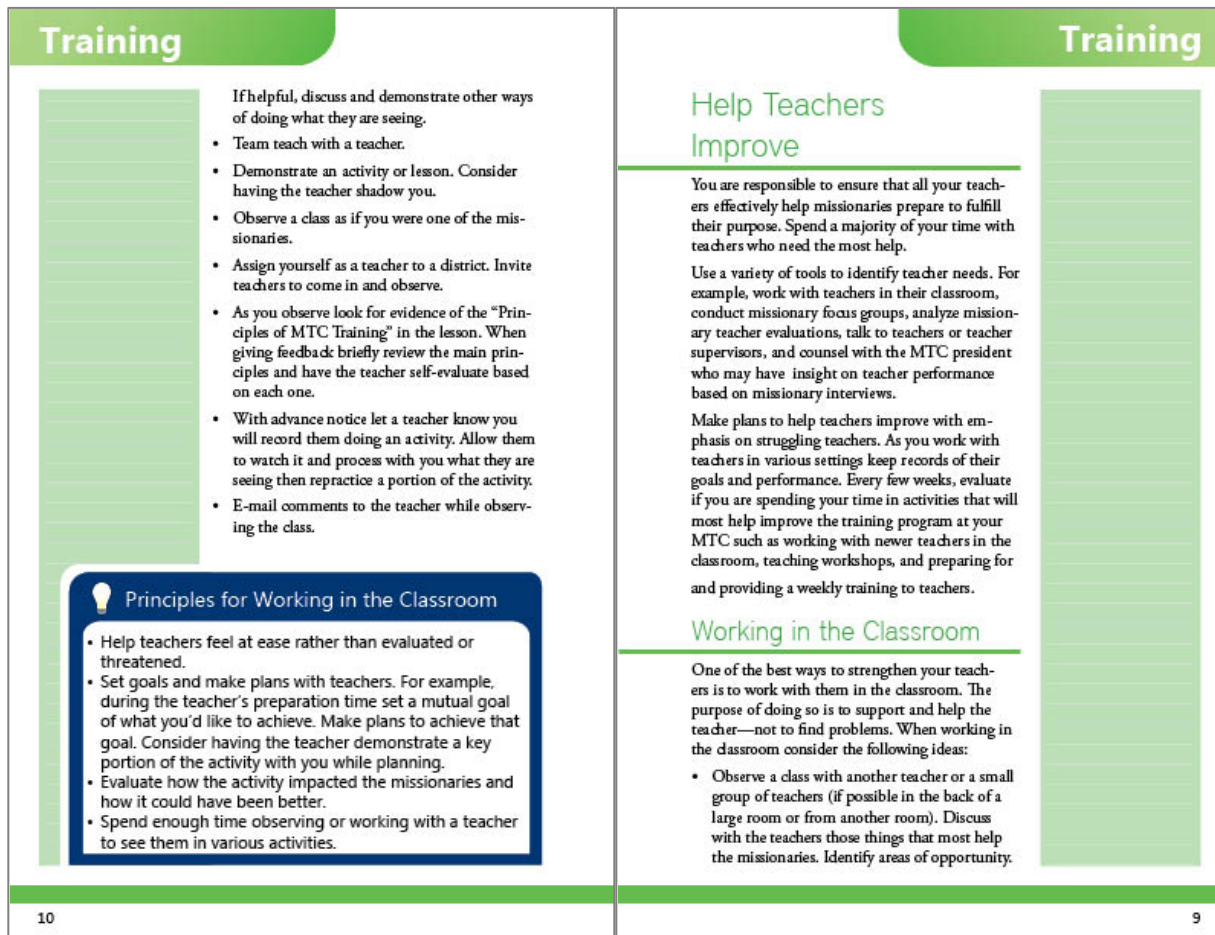 Training
If helpful, discuss and demonstrate other ways
of doing what they are seeing.
• Team teach with a teacher.
• Demonstrate an activity or lesson. Consider
having the teacher shadow you.
• Observe a class as if you were one of the mis-
sionaries.
• Assign yourself as a teacher to a district. Invite
teachers to come in and observe.
• As you observe look for evidence of the “Prin-
ciples of MTC Training” in the lesson. When
giving feedback briefly review the main prin-
ciples and have the teacher self-evaluate based
on each one.
• With advance notice let a teacher know you
will record them doing an activity. Allow them
to watch it and process with you what they are
seeing then repractice a portion of the activity.
• E-mail comments to the teacher while observ-
ing the class.
Principles for Working in the Classroom
• Help teachers feel at ease rather than evaluated or
threatened.
• Set goals and make plans with teachers. For example,
during the teacher’s preparation time set a mutual goal
of what you’d like to achieve. Make plans to achieve that
goal. Consider having the teacher demonstrate a key
portion of the activity with you while planning.
• Evaluate how the activity impacted the missionaries and
how it could have been better.
• Spend enough time observing or working with a teacher
to see them in various activities.
10
Training
Help Teachers
Improve
You are responsible to ensure that all your teach-
ers effectively help missionaries prepare to fulfill
their purpose. Spend a majority of your time with
teachers who need the most help.
Use a variety of tools to identify teacher needs. For
example, work with teachers in their classroom,
conduct missionary focus groups, analyze mission-
ary teacher evaluations, talk to teachers or teacher
supervisors, and counsel with the MTC president
who may have insight on teacher performance
based on missionary interviews.
Make plans to help teachers improve with em-
phasis on struggling teachers. As you work with
teachers in various settings keep records of their
goals and performance. Every few weeks, evaluate
if you are spending your time in activities that will
most help improve the training program at your
MTC such as working with newer teachers in the
classroom, teaching workshops, and preparing for
and providing a weekly training to teachers.
Working in the Classroom
One of the best ways to strengthen your teach-
ers is to work with them in the classroom. The
purpose of doing so is to support and help the
teacher—not to find problems. When working in
the classroom consider the following ideas:
• Observe a class with another teacher or a small
group of teachers (if possible in the back of a
large room or from another room). Discuss
with the teachers those things that most help
the missionaries. Identify areas of opportunity.
9